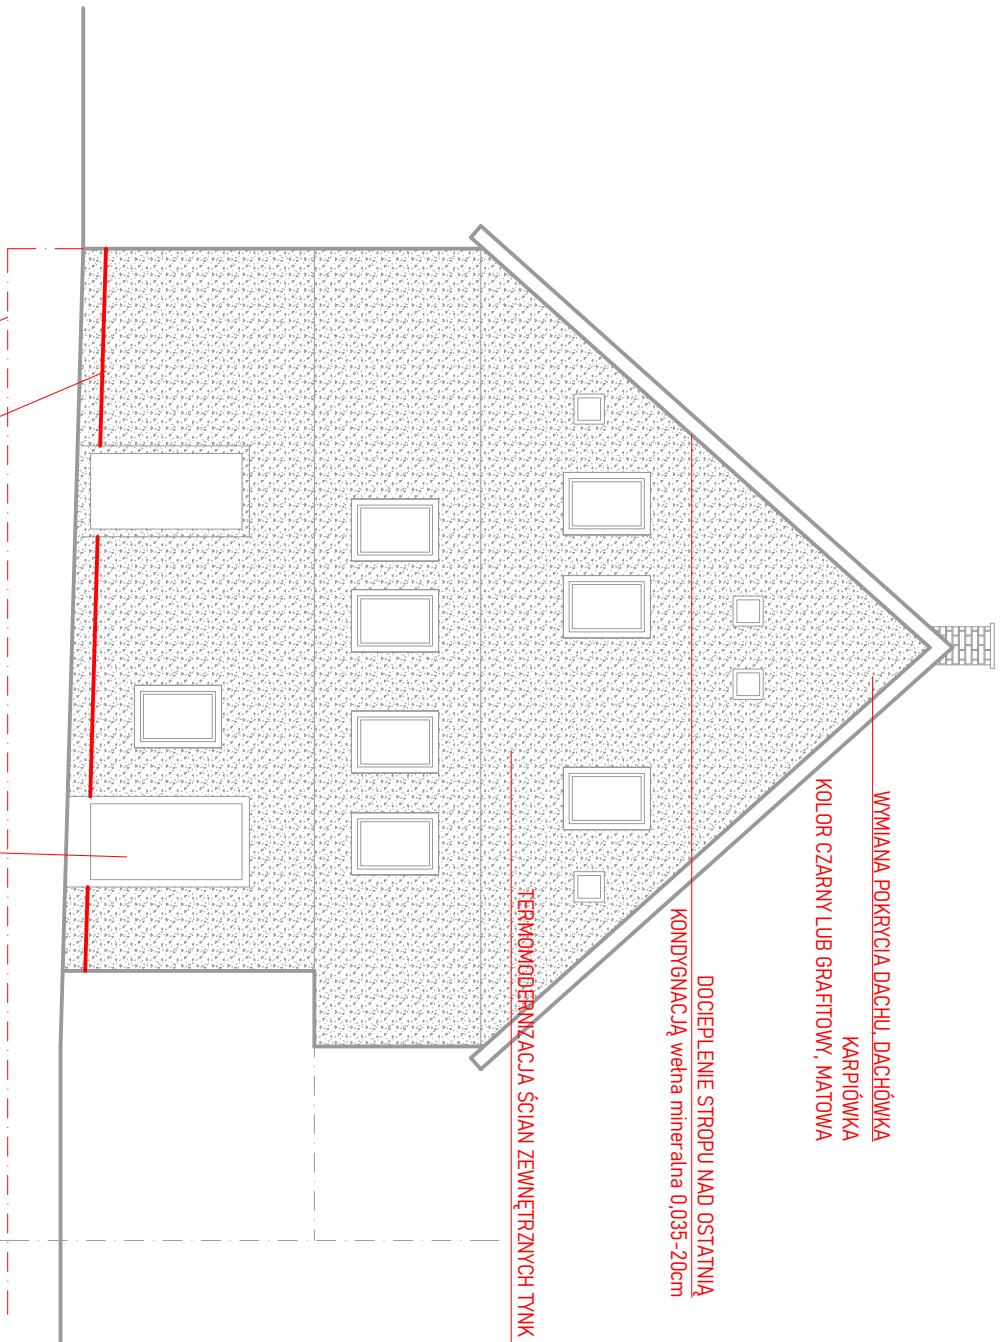 WYMIANA POKRYCIA DACHU, DACHÓWKA
KARPIÓWKA
KOLOR CZARNY LUB GRAFITOWY, MATOWA
DOCIEPLENIE STROPU NAD OSTATNIĄ
KONDYGNACJĄ wełna mineralna 0,035-20cm
TERMOMODERNIZACJA ŚCIAN ZEWNĘTRZNYCH TYNK